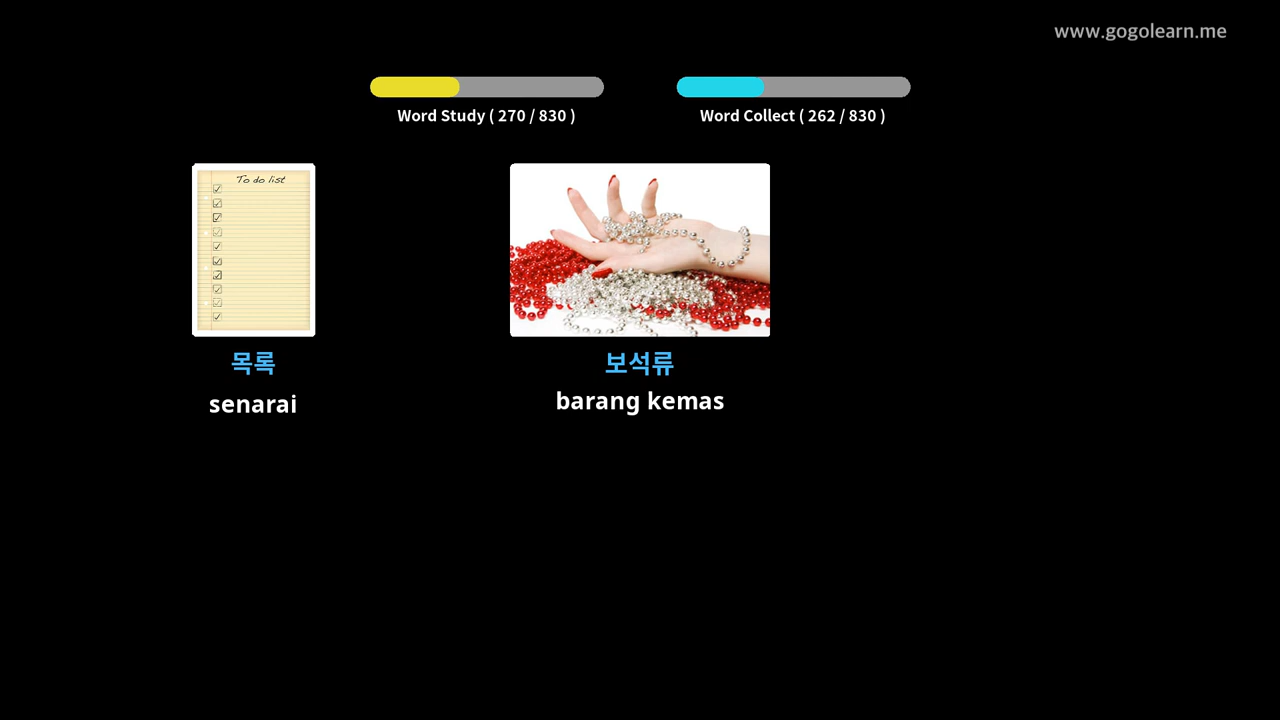 www.gogolearn.me
Word Study ( 270 / 830 )
Word Collect ( 262 / 830 )
To do list
목록
senarai
보석류
barang kemas